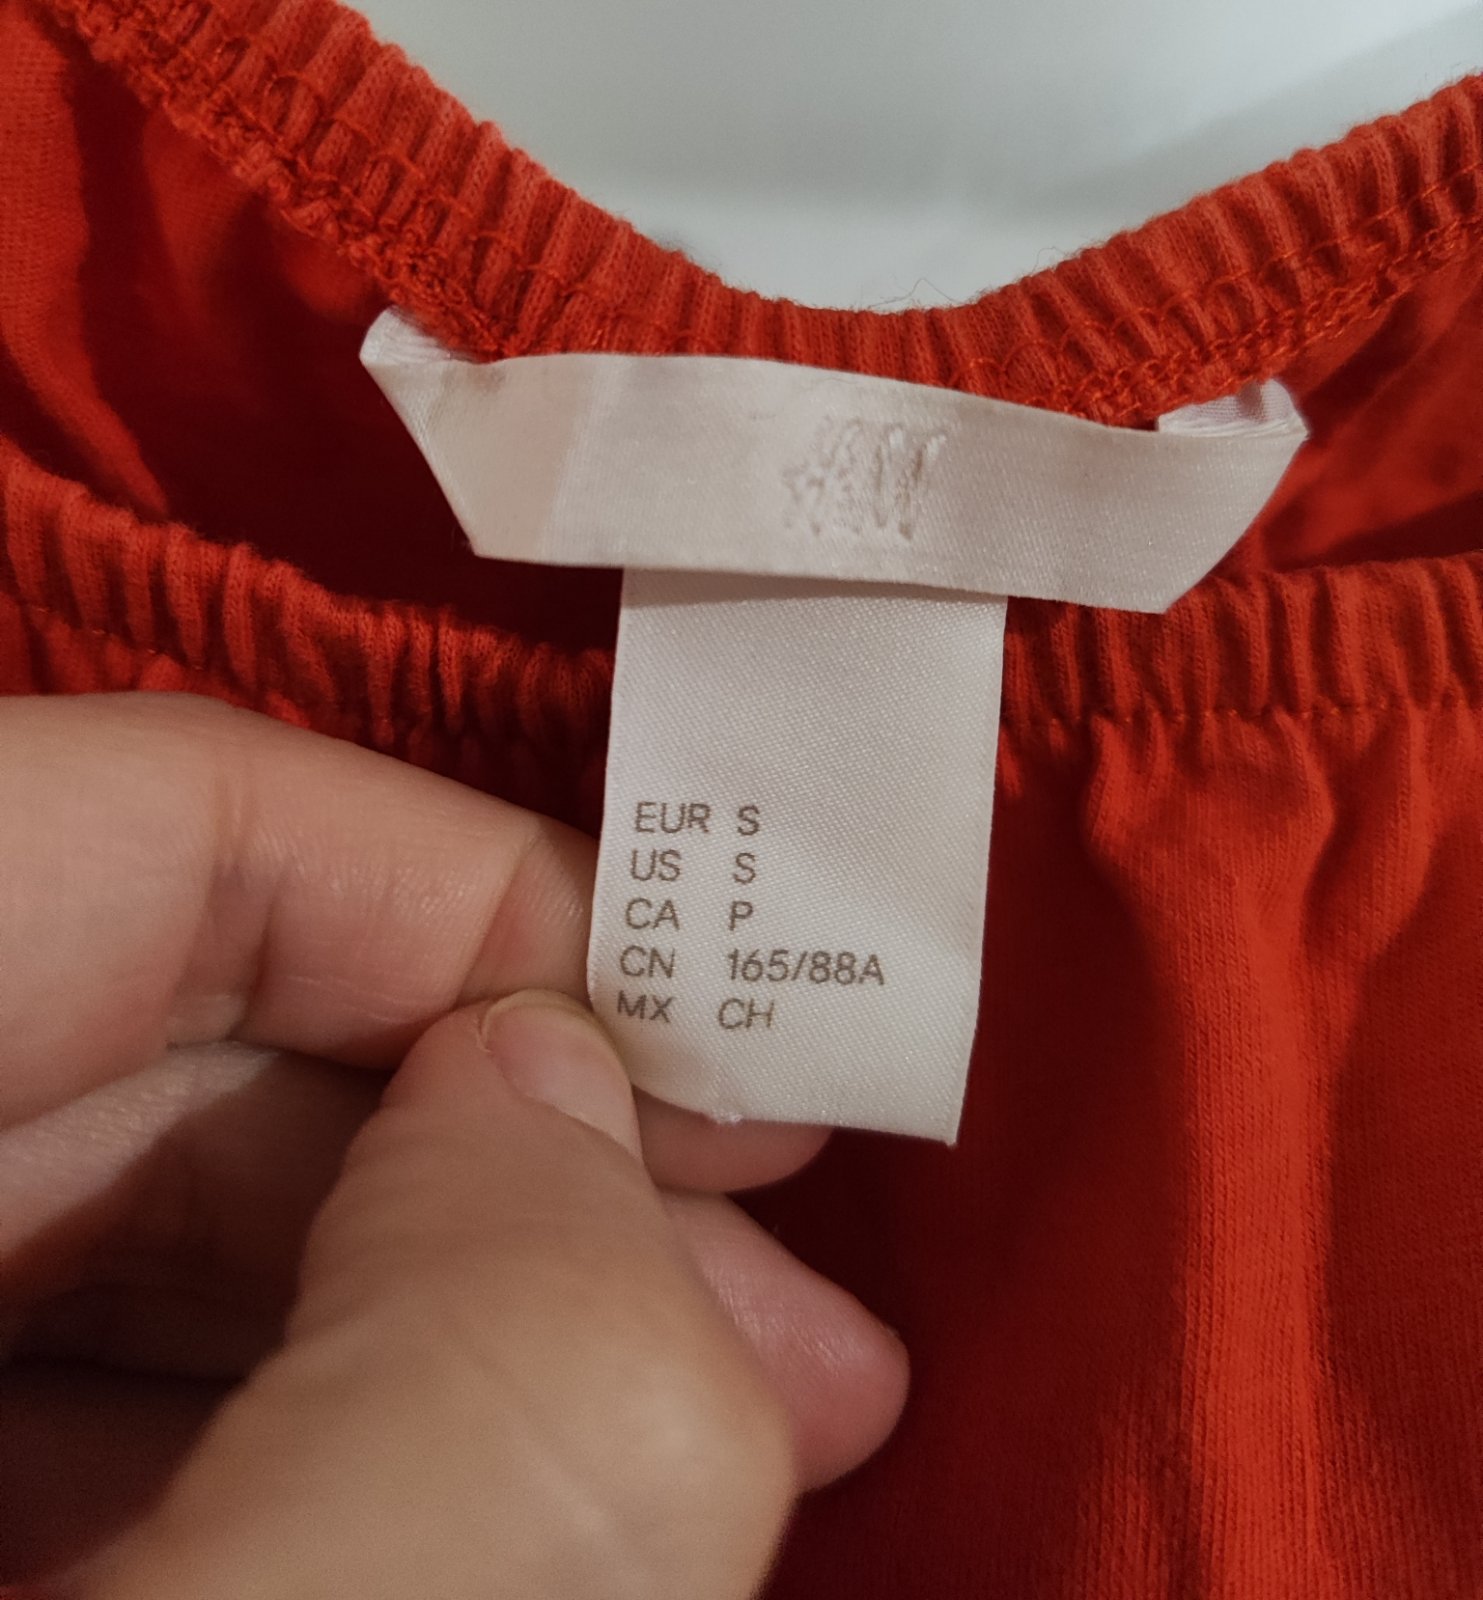 EUR S
US S
CA P
CN 165/88A
MX CH